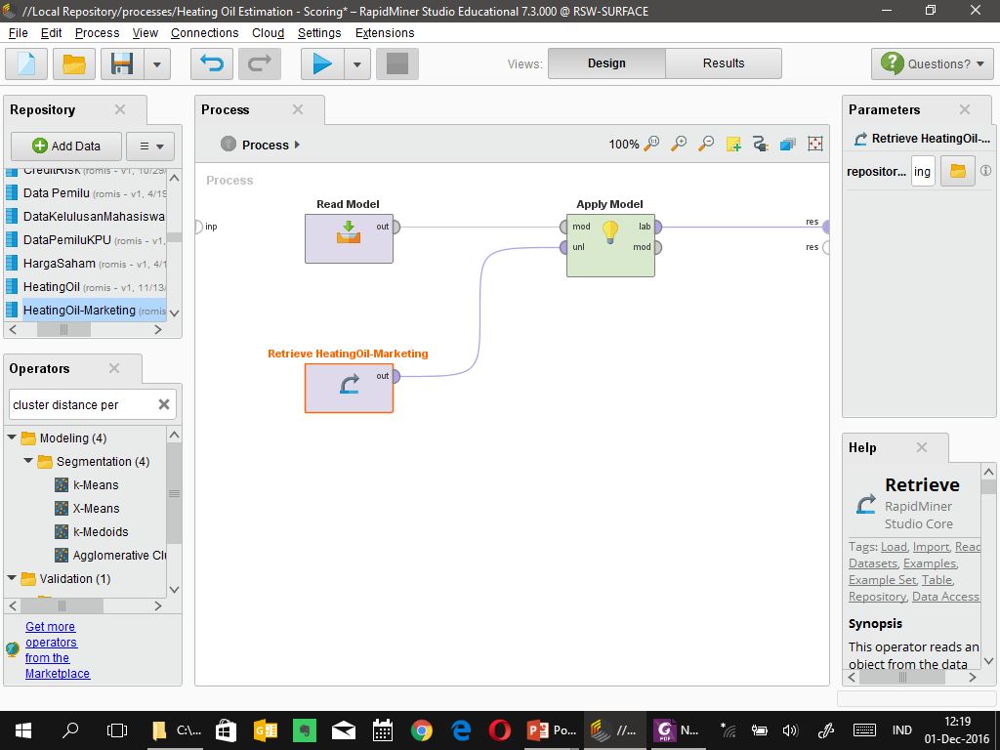 //Local Repository/processes/Heating Oil Estimation - Scoring* – RapidMiner Studio Educational 7.3.000 @ RSW-SURFACE
File Edit Process View Connections Cloud Settings Extensions
Views: Design Results Questions?
Repository
Add Data
CreditRisk (romis - v1, 10/29/
Data Pemilu (romis - v1, 4/19
DataKelulusanMahasiswa
DataPemiluKPU (romis - v1,
HargaSaham (romis - v1, 4/1
HeatingOil (romis - v1, 11/13/
HeatingOil-Marketing (romis
Operators
cluster distance per
Modeling (4)
Segmentation (4)
k-Means
X-Means
k-Medoids
Agglomerative Clu
Validation (1)
Get more
operators
from the
Marketplace
Process
Process
100%
Process
inp
Read Model
out
Apply Model
mod lab
unl mod
res
res
Retrieve HeatingOil-Marketing
out
Parameters
Retrieve HeatingOil-...
repositor... ing
Help
Retrieve
RapidMiner
Studio Core
Tags: Load, Import, Read
Datasets, Examples,
Example Set, Table,
Repository, Data Access
Synopsis
This operator reads an
object from the data
C:\... Po... //... N... IND
PDF
12:19
01-Dec-2016